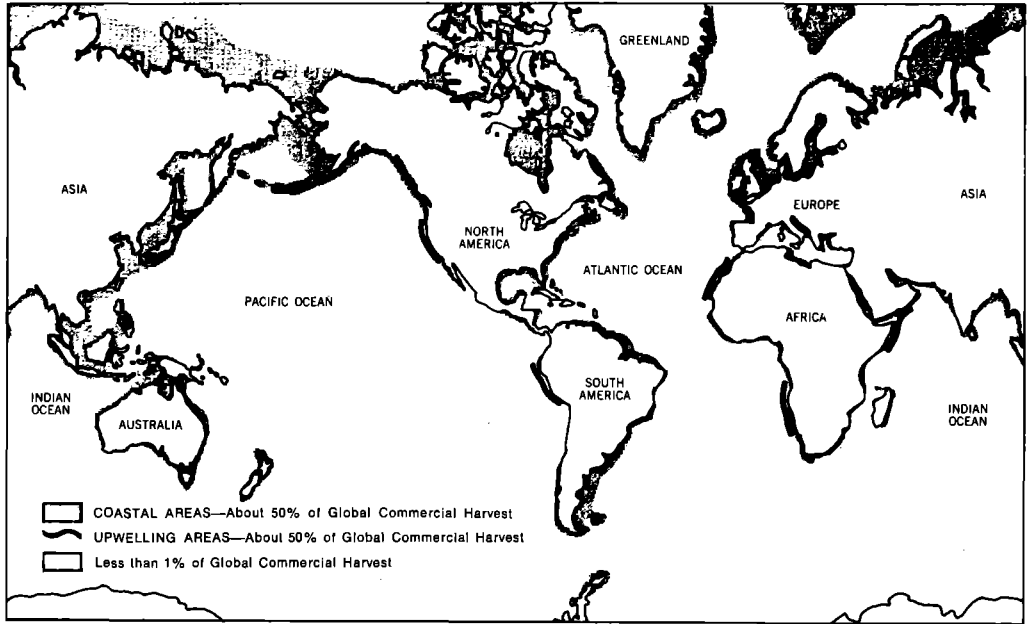 GREENLAND
ASIA
NORTH
AMERICA
EUROPE
ASIA
ATLANTIC OCEAN
PACIFIC OCEAN
AFRICA
INDIAN
OCEAN
AUSTRALIA
SOUTH
AMERICA
INDIAN
OCEAN
COASTAL AREAS—About 50% of Global Commercial Harvest
UPWELLING AREAS—About 50% of Global Commercial Harvest
Less than 1% of Global Commercial Harvest